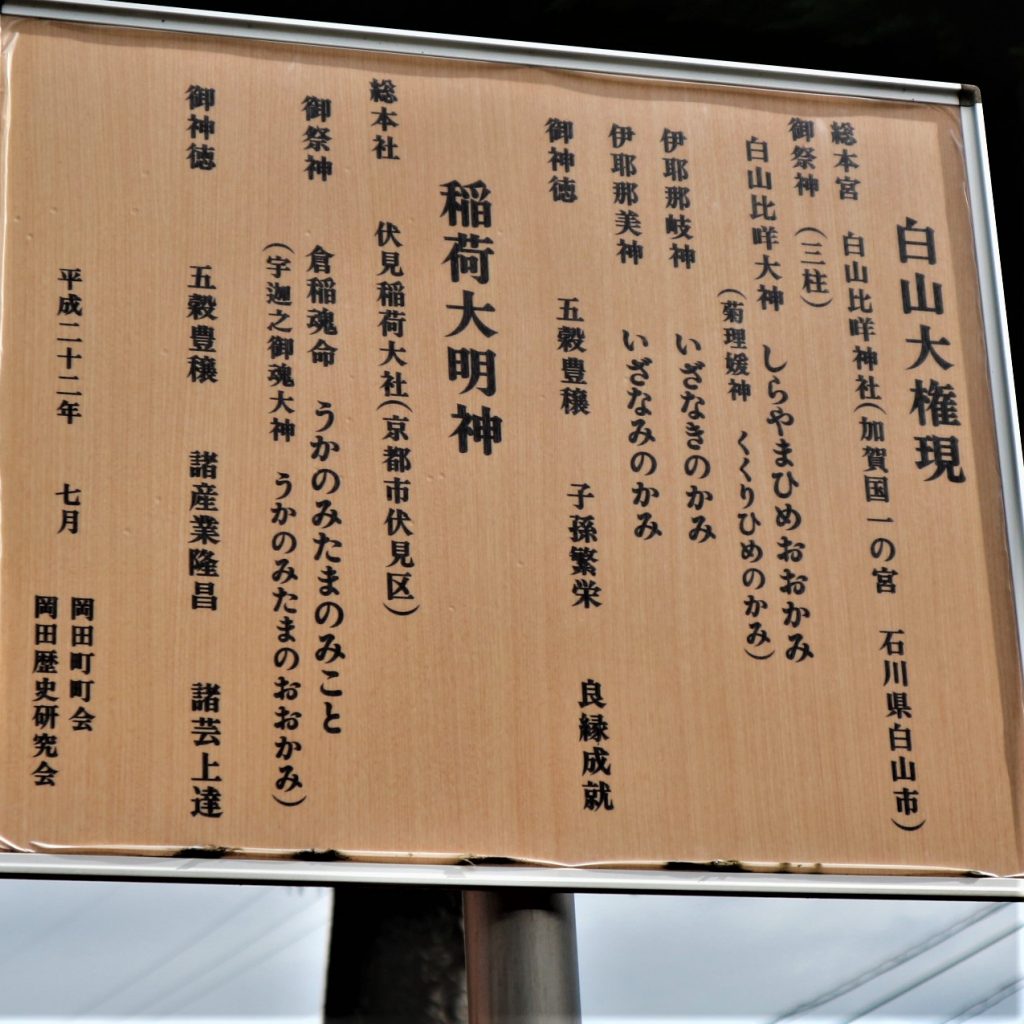 白山大権現
総本宮 白山比咩神社(加賀国一の宮 石川県白山市)
御祭神(三柱)
白山比咩大神 しらやまひめおおかみ
(菊理媛神 くくりひめのかみ)
伊耶那岐神 いざなきのかみ
伊耶那美神 いざなみのかみ
御神徳 五穀豊穣 子孫繁栄 良縁成就
稲荷大明神
総本社 伏見稲荷大社(京都市伏見区)
御祭神 倉稲魂命 うかのみたまのみこと
(宇迦之御魂大神 うかのみたまのおおかみ)
御神徳 五穀豊穣 諸産業隆昌 諸芸上達
平成二十二年 七月 岡田町町会
岡田歴史研究会